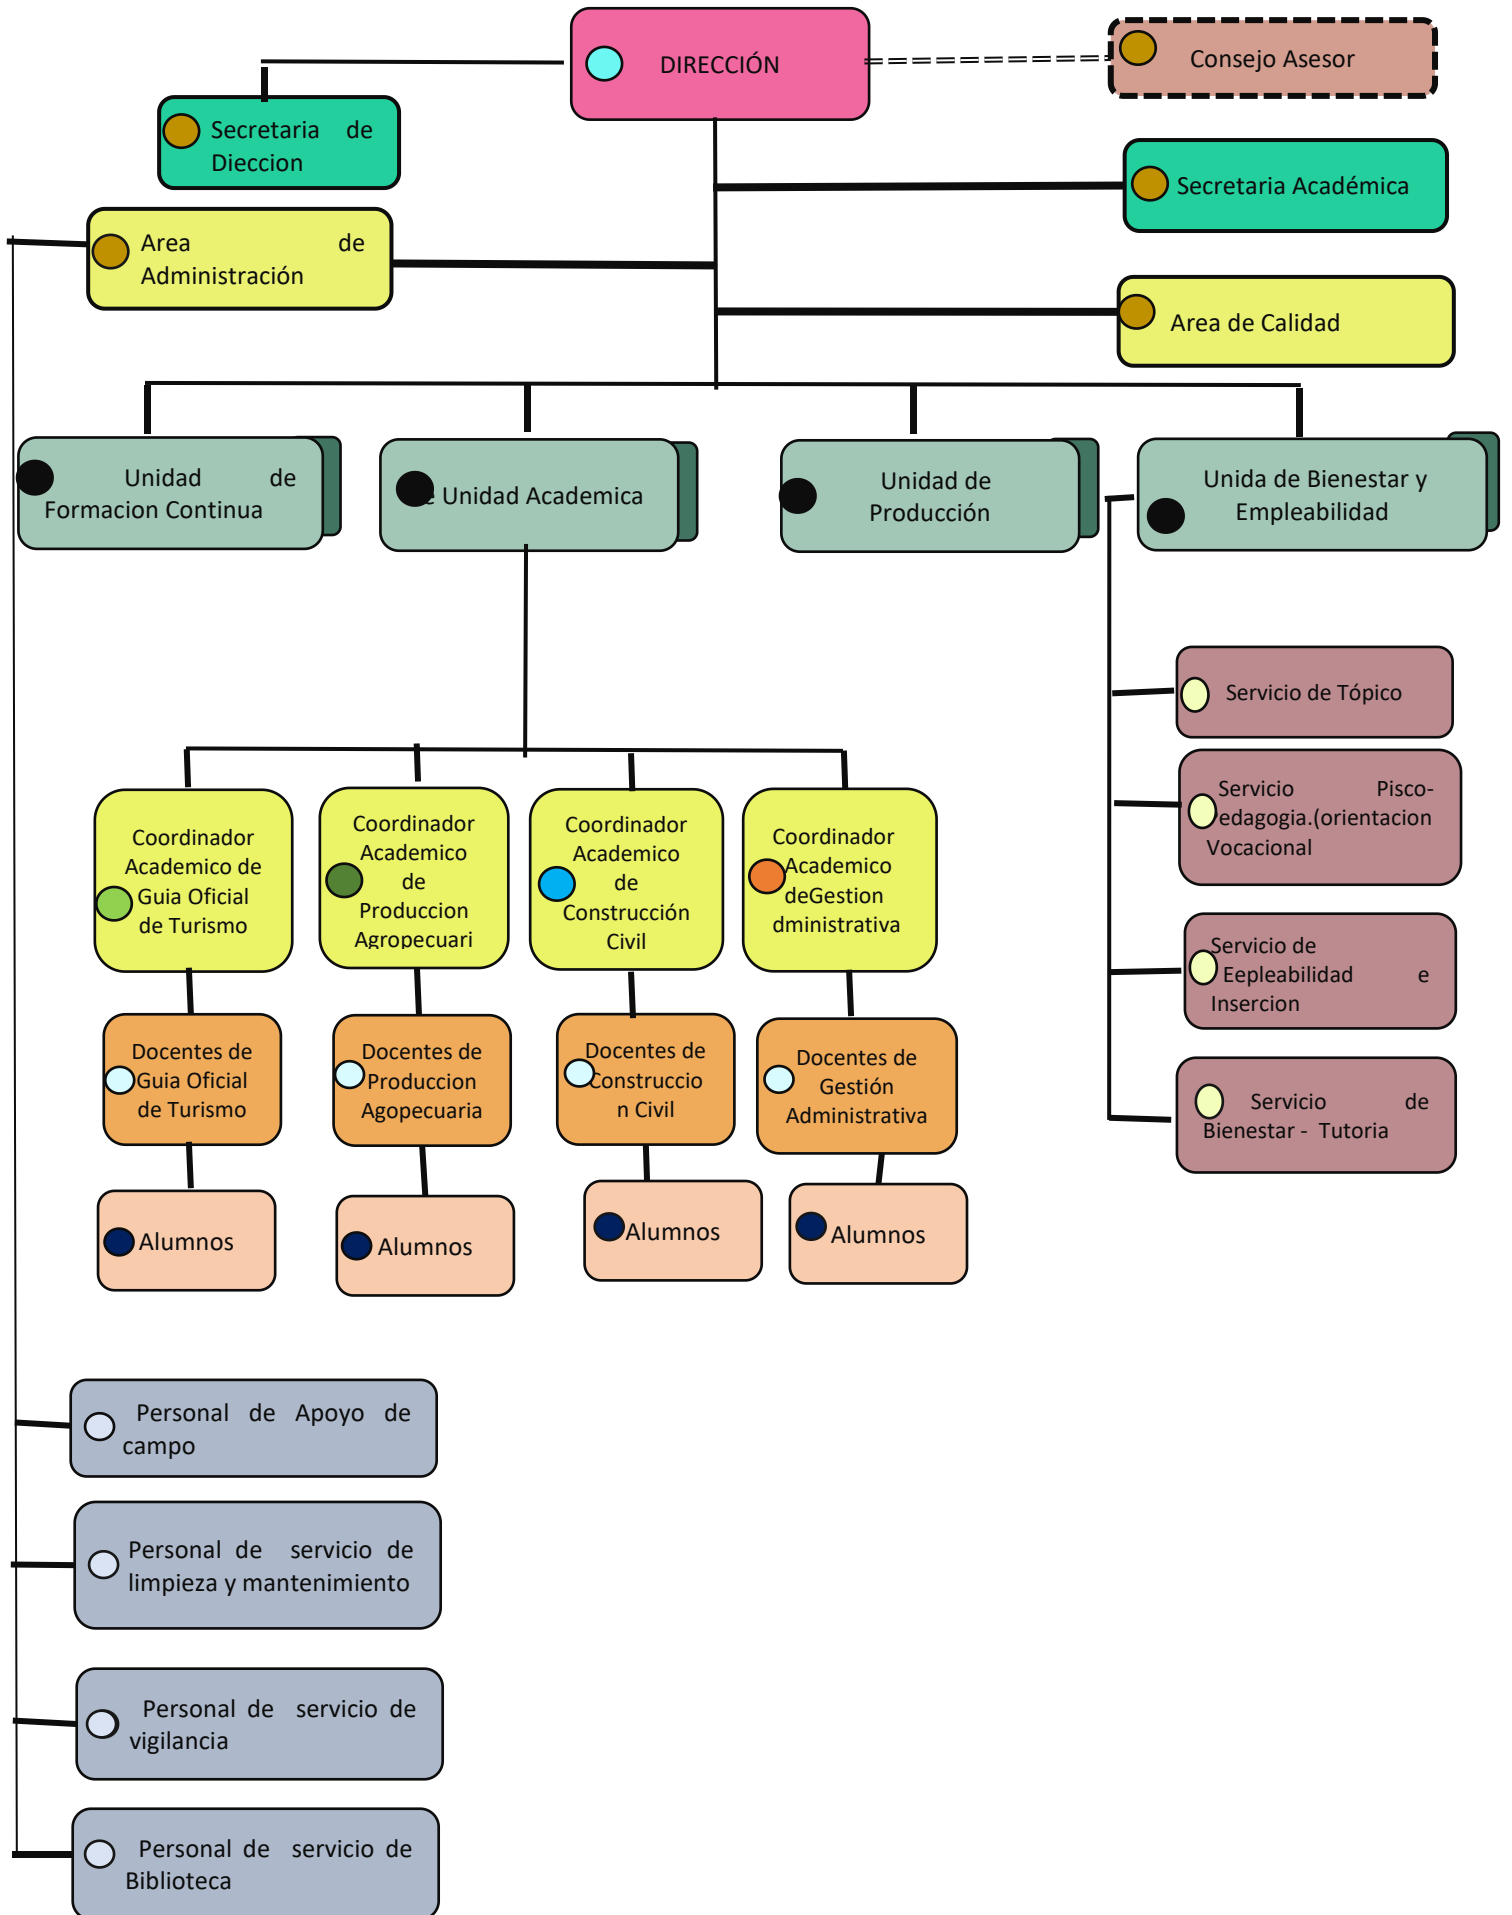 DIRECCIÓN
Consejo Asesor
Secretaria de
Dieccion
Secretaria Académica
Area de
Administración
Area de Calidad
Unidad de
Formacion Continua
Unidad Academica
Unidad de
Producción
Unida de Bienestar y
Empleabilidad
Servicio de Tópico
Servicio Pisco-
edagogia.(orientacion
Vocacional
Servicio de
Eepleabilidad e
Insercion
Servicio de
Bienestar - Tutoria
Coordinador
Academico de
Guia Oficial
de Turismo
Coordinador
Academico
de
Produccion
Agropecuari
Coordinador
Academico
de
Construcción
Civil
Coordinador
Academico
deGestion
dministrativa
Docentes de
Guia Oficial
de Turismo
Docentes de
Produccion
Agopecuaria
Docentes de
Construccio
n Civil
Docentes de
Gestión
Administrativa
Alumnos
Alumnos
Alumnos
Alumnos
Personal de Apoyo de
campo
Personal de servicio de
limpieza y mantenimiento
Personal de servicio de
vigilancia
Personal de servicio de
Biblioteca